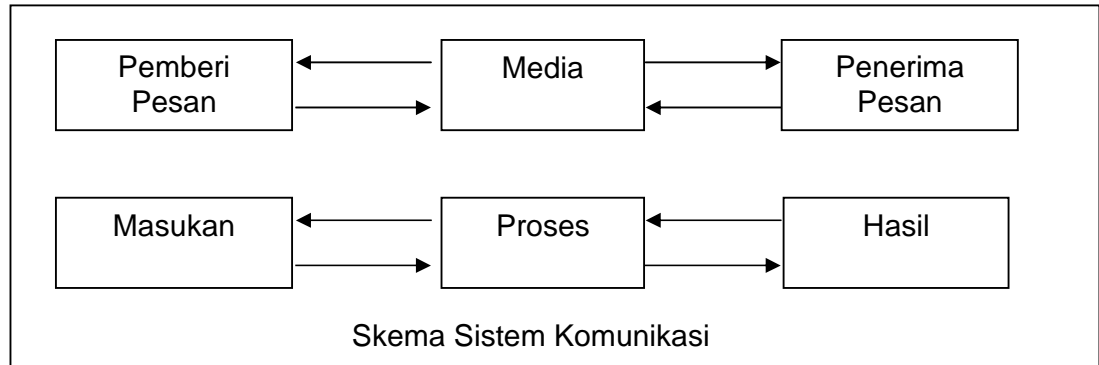 Pemberi
Pesan
Media
Penerima
Pesan
Masukan
Proses
Hasil
Skema Sistem Komunikasi